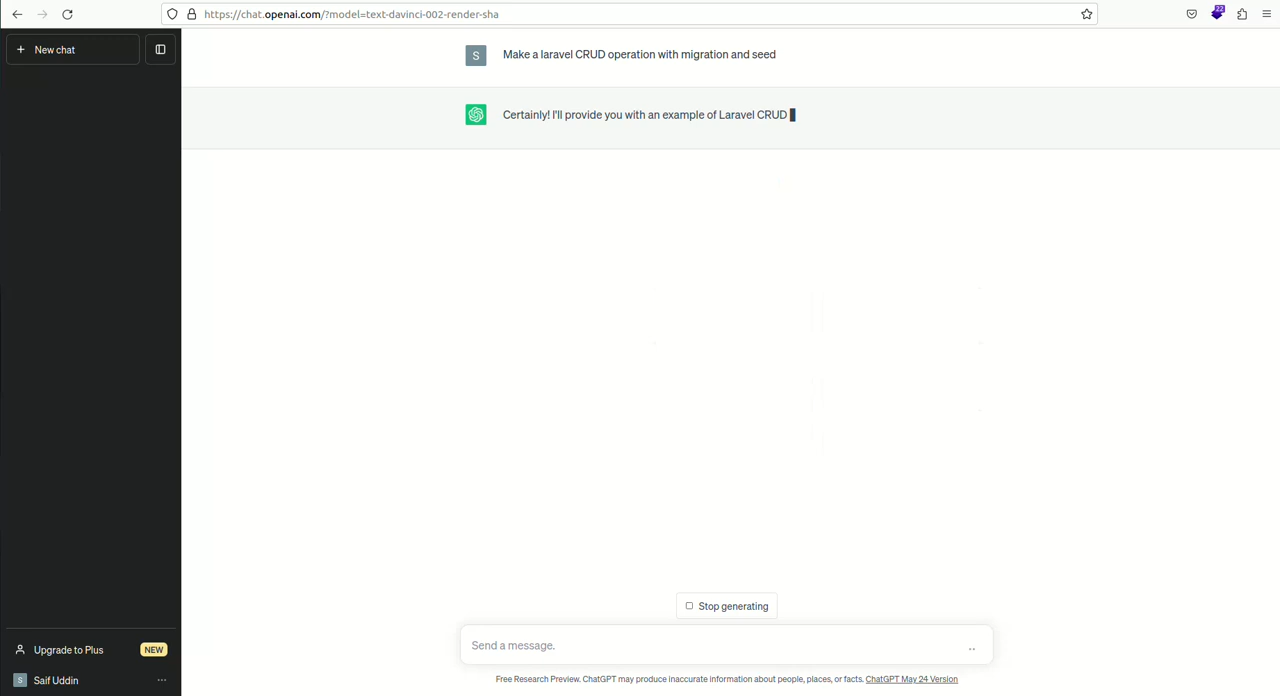 https://chat.openai.com/?model=text-davinci-002-render-sha
22
New chat
S
Make a laravel CRUD operation with migration and seed
Certainly! I'll provide you with an example of Laravel CRUD
Stop generating
Send a message.
Upgrade to Plus NEW
S Saif Uddin
Free Research Preview. ChatGPT may produce inaccurate information about people, places, or facts. ChatGPT May 24 Version